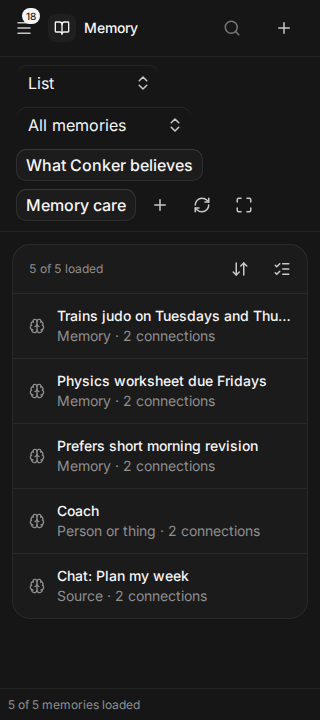 18
Memory
List
All memories
What Conker believes
Memory care
5 of 5 loaded
Trains judo on Tuesdays and Thu...
Memory · 2 connections
Physics worksheet due Fridays
Memory · 2 connections
Prefers short morning revision
Memory · 2 connections
Coach
Person or thing · 2 connections
Chat: Plan my week
Source · 2 connections
5 of 5 memories loaded